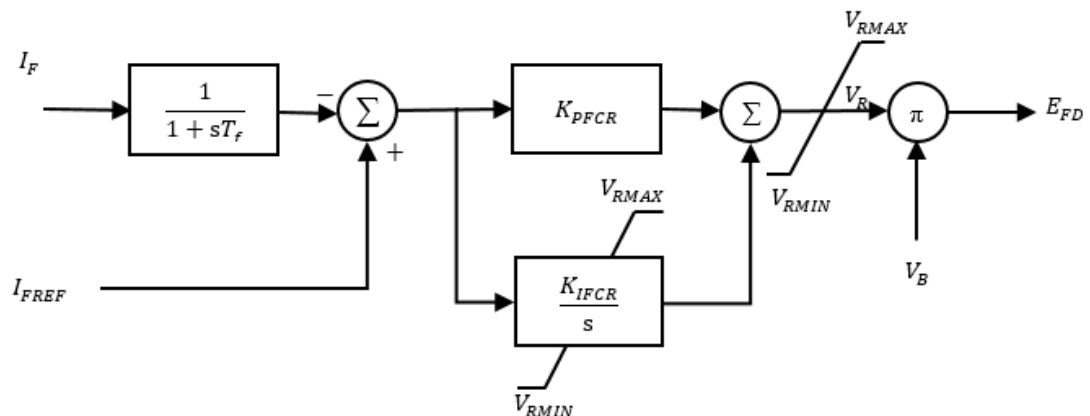 I_F
1
1 + sT_f
−
Σ
+
K_PFCR
Σ
V_RMAX
V_R
V_RMIN
π
E_FD
V_B
I_FREF
V_RMAX
K_IFCR
s
V_RMIN